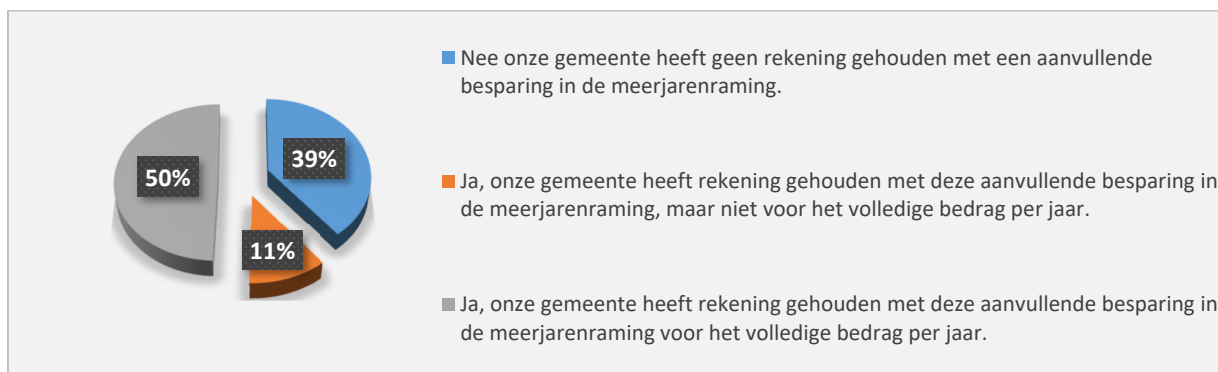 Nee onze gemeente heeft geen rekening gehouden met een aanvullende
besparing in de meerjarenraming.
39%
50%
Ja, onze gemeente heeft rekening gehouden met deze aanvullende besparing in
de meerjarenraming, maar niet voor het volledige bedrag per jaar.
11%
Ja, onze gemeente heeft rekening gehouden met deze aanvullende besparing in
de meerjarenraming voor het volledige bedrag per jaar.